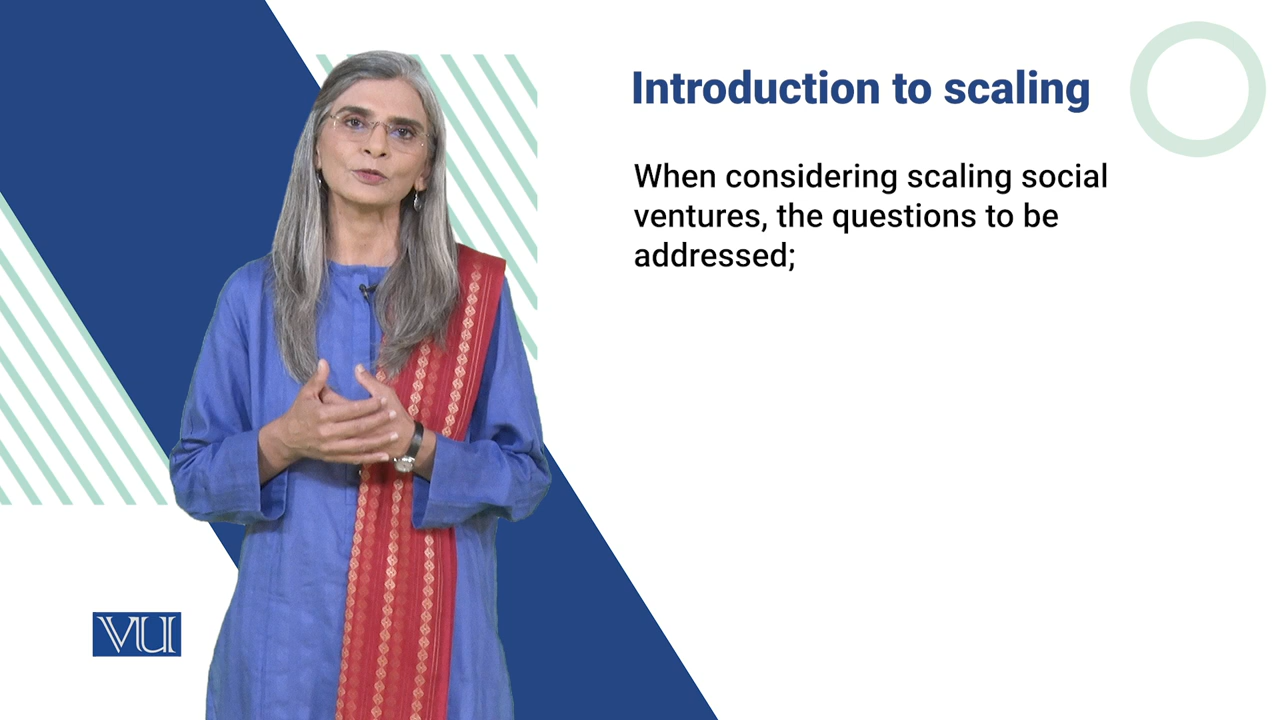 Introduction to scaling
When considering scaling social
ventures, the questions to be
addressed;
VU